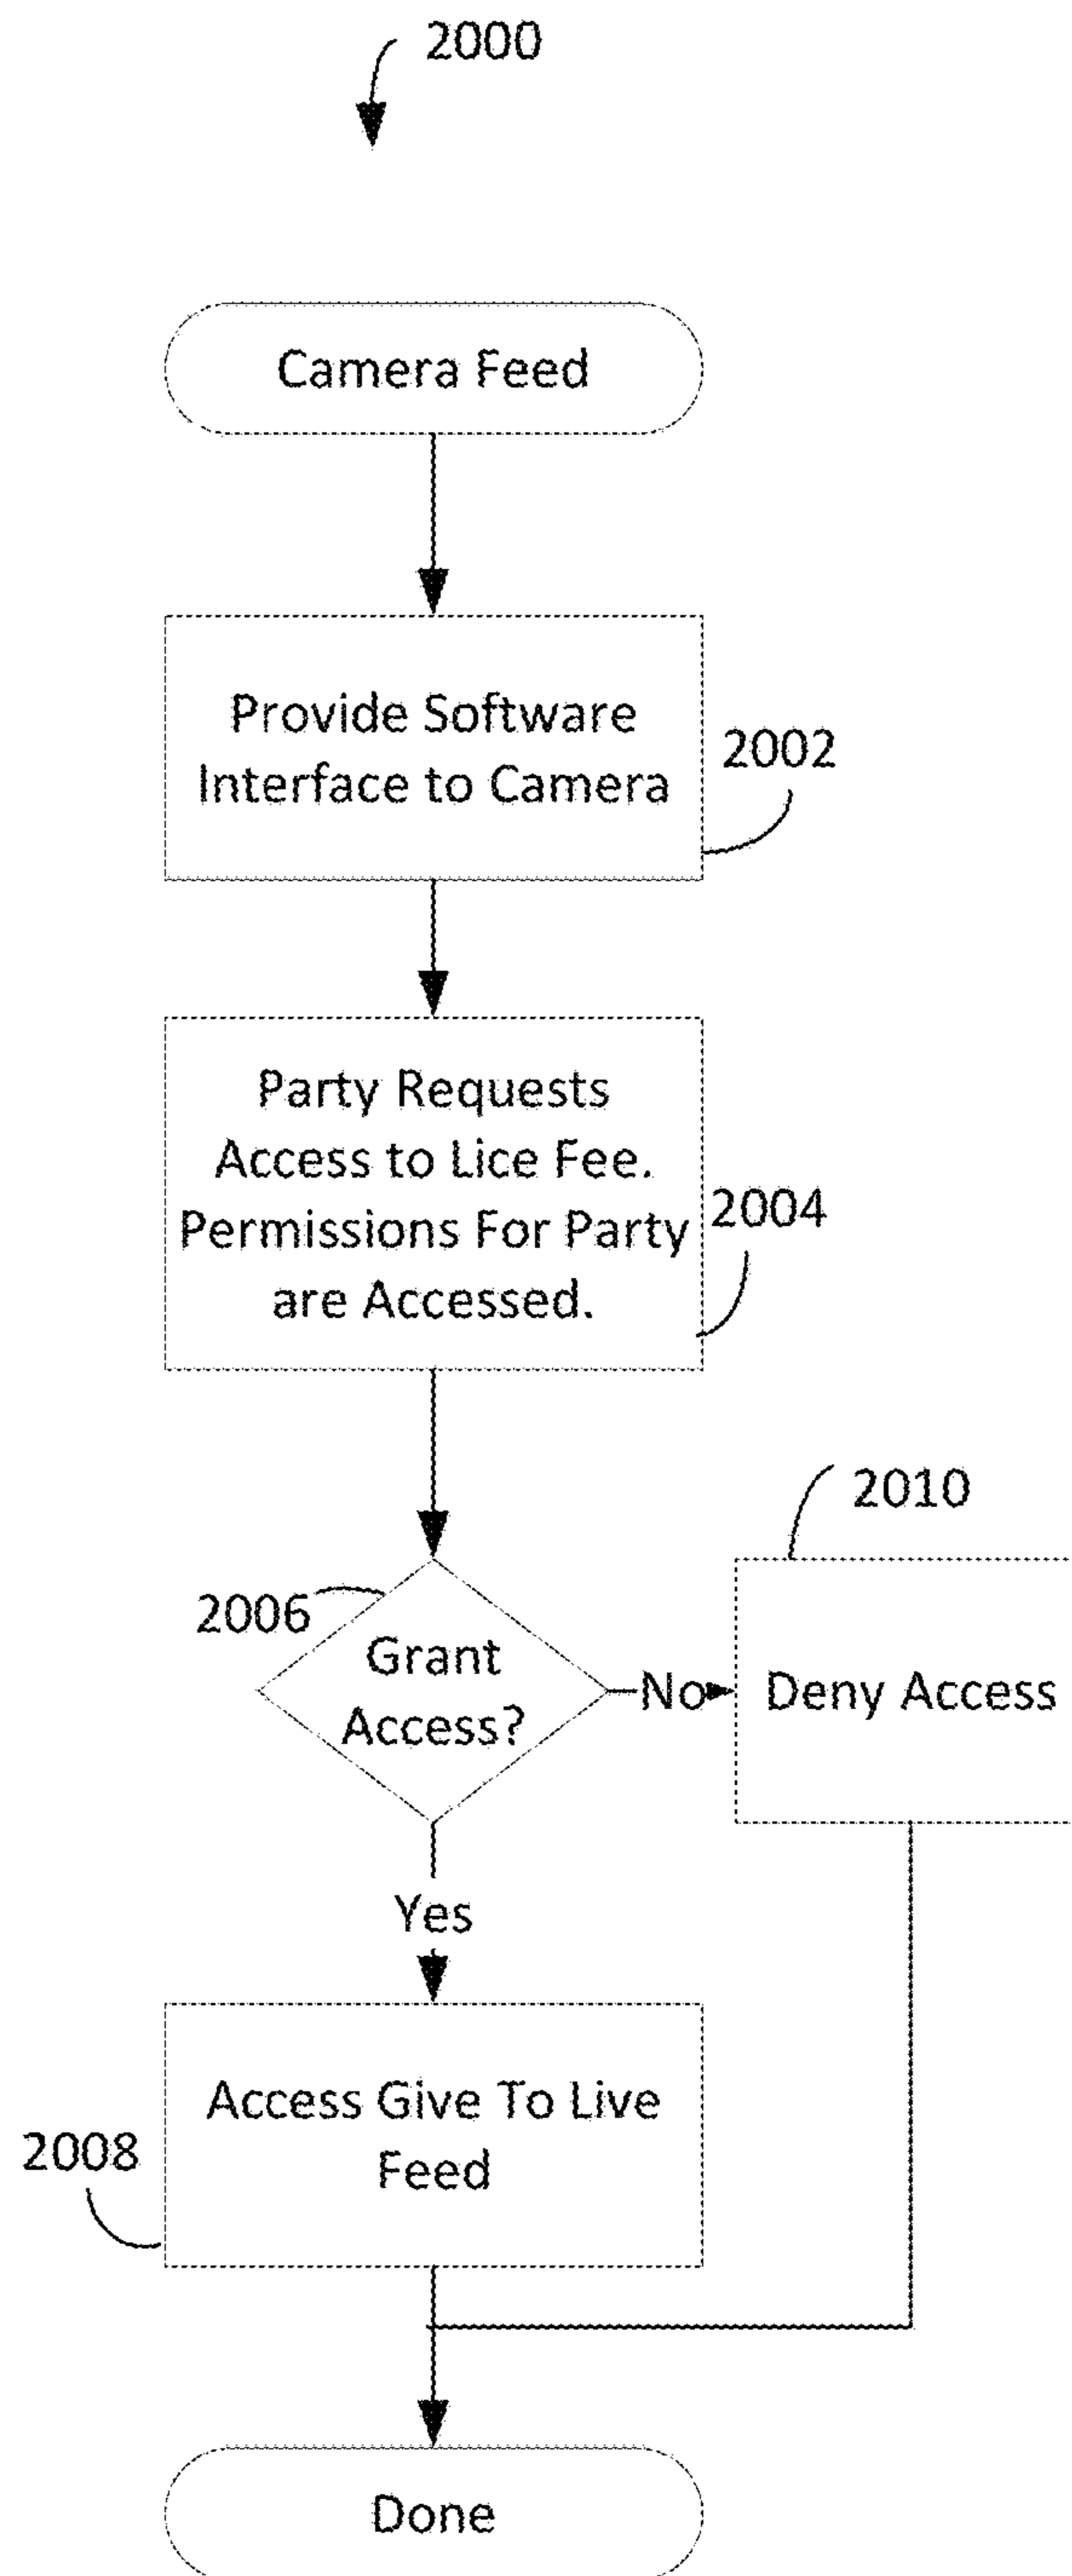 2000
Camera Feed
Provide Software
Interface to Camera
2002
Party Requests
Access to Lice Fee.
Permissions For Party
are Accessed.
2004
2010
2006
Grant
Access?
No
Deny Access
Yes
Access Give To Live
Feed
2008
Done